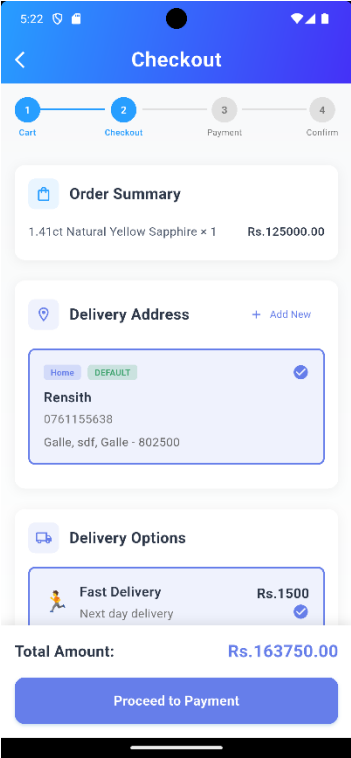 5:22
Checkout
1 2 3 4
Cart Checkout Payment Confirm
Order Summary
1.41ct Natural Yellow Sapphire × 1 Rs.125000.00
Delivery Address + Add New
Home DEFAULT
Rensith
0761155638
Galle, sdf, Galle - 802500
Delivery Options
Fast Delivery Rs.1500
Next day delivery
Total Amount: Rs.163750.00
Proceed to Payment